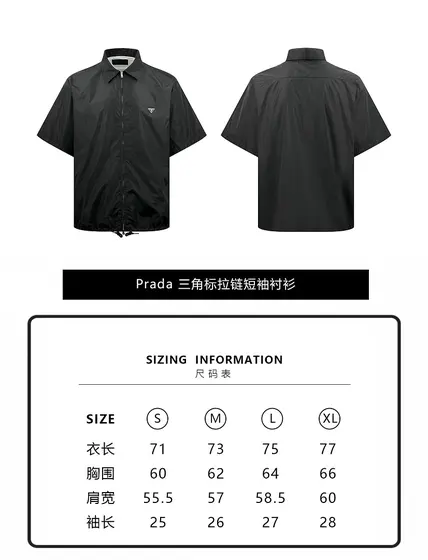 Prada 三角标拉链短袖衬衫
SIZING INFORMATION
尺码表
SIZE S M L XL
衣长 71 73 75 77
胸围 60 62 64 66
肩宽 55.5 57 58.5 60
袖长 25 26 27 28